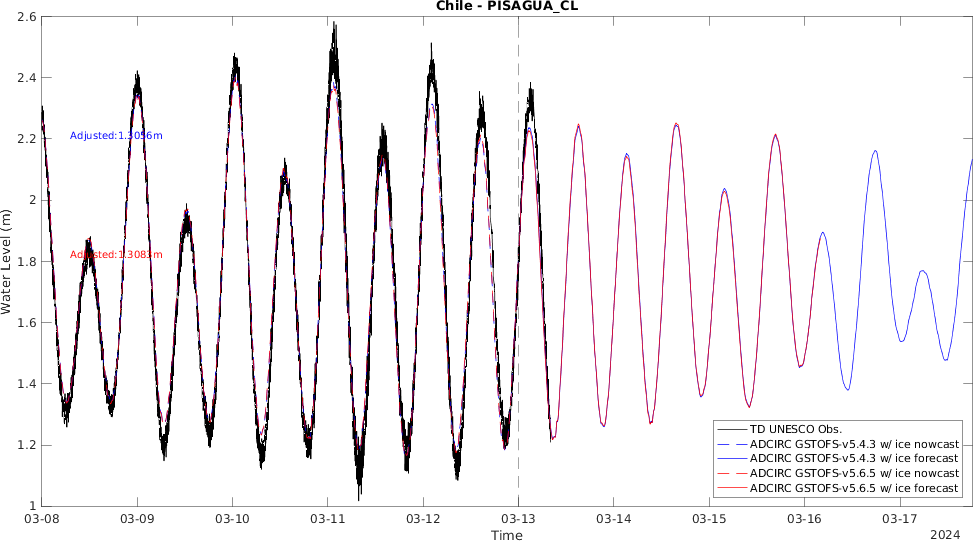 Chile - PISAGUA_CL
2.6
2.4
2.2
2
1.8
1.6
1.4
1.2
1
Water Level (m)
Adjusted:1.3056m
Adjusted:1.3083m
TD UNESCO Obs.
ADCIRC GSTOFS-v5.4.3 w/ ice nowcast
ADCIRC GSTOFS-v5.4.3 w/ ice forecast
ADCIRC GSTOFS-v5.6.5 w/ ice nowcast
ADCIRC GSTOFS-v5.6.5 w/ ice forecast
03-08 03-09 03-10 03-11 03-12 03-13 03-14 03-15 03-16 03-17
Time
2024